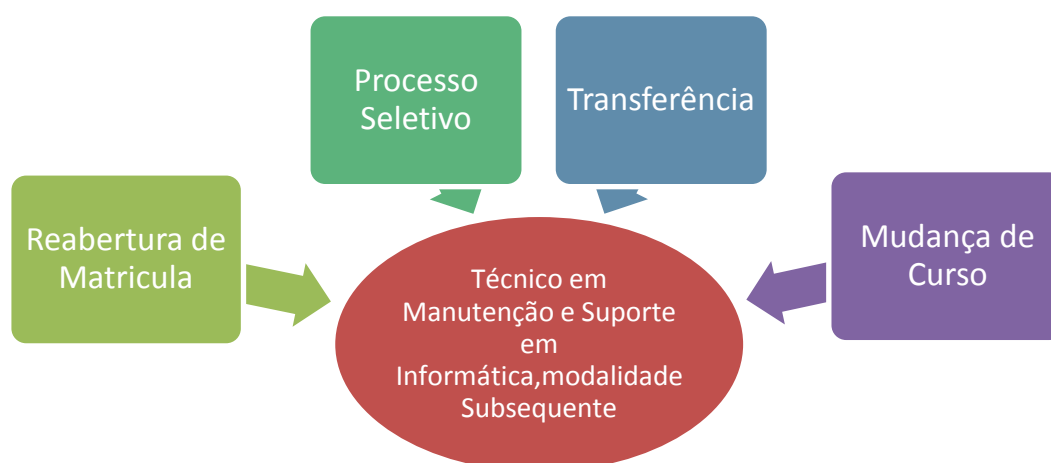 Processo
Seletivo
Transferência
Reabertura de
Matricula
Mudança de
Curso
Técnico em
Manutenção e Suporte
em
Informática,modalidade
Subsequente